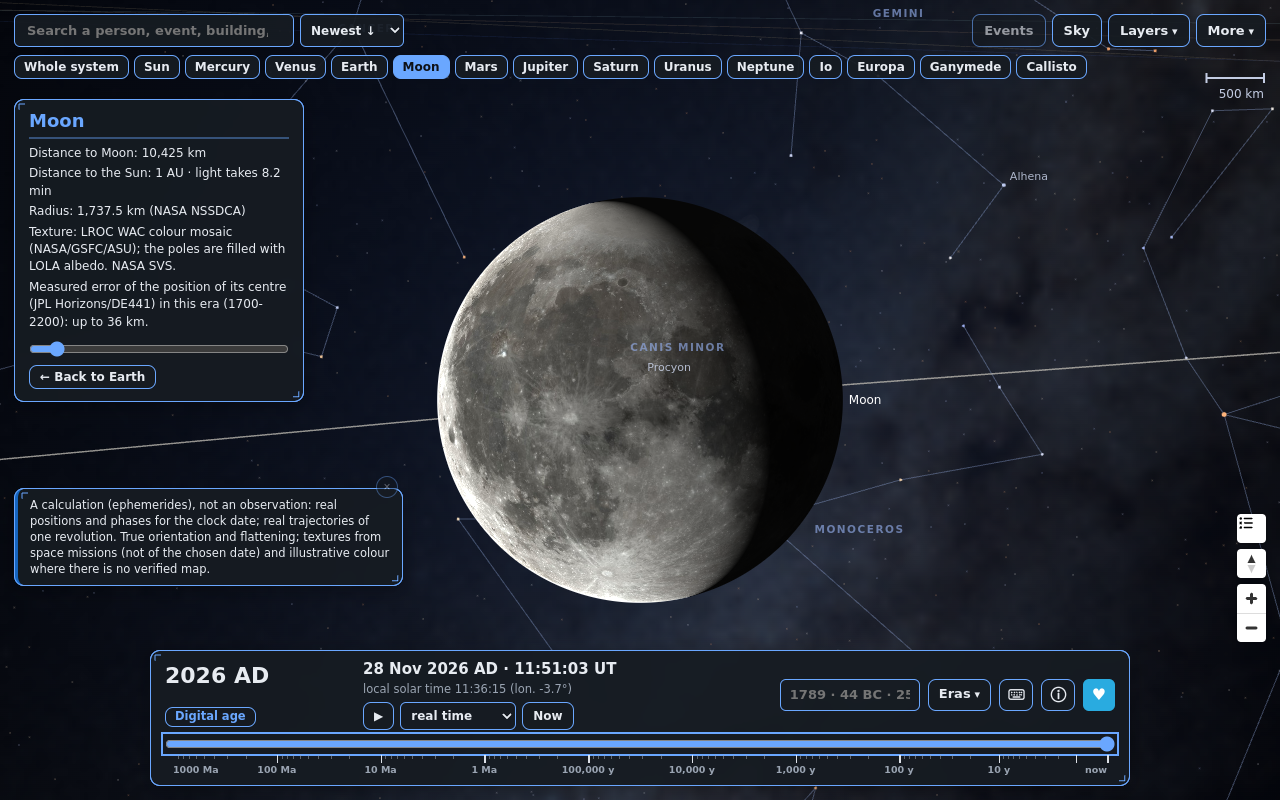 GEMINI
Search a person, event, building,
Newest ↓
Events
Sky
Layers ▾
More ▾
Whole system
Sun
Mercury
Venus
Earth
Moon
Mars
Jupiter
Saturn
Uranus
Neptune
Io
Europa
Ganymede
Callisto
500 km
Moon
Distance to Moon: 10,425 km
Distance to the Sun: 1 AU · light takes 8.2
min
Radius: 1,737.5 km (NASA NSSDCA)
Texture: LROC WAC colour mosaic
(NASA/GSFC/ASU); the poles are filled with
LOLA albedo. NASA SVS.
Measured error of the position of its centre
(JPL Horizons/DE441) in this era (1700-
2200): up to 36 km.
← Back to Earth
Alhena
CANIS MINOR
Procyon
Moon
MONOCEROS
×
A calculation (ephemerides), not an observation: real
positions and phases for the clock date; real trajectories of
one revolution. True orientation and flattening; textures from
space missions (not of the chosen date) and illustrative colour
where there is no verified map.
2026 AD
Digital age
28 Nov 2026 AD · 11:51:03 UT
local solar time 11:36:15 (lon. -3.7°)
▶
real time
Now
1789 · 44 BC · 25
Eras ▾
1000 Ma
100 Ma
10 Ma
1 Ma
100,000 y
10,000 y
1,000 y
100 y
10 y
now